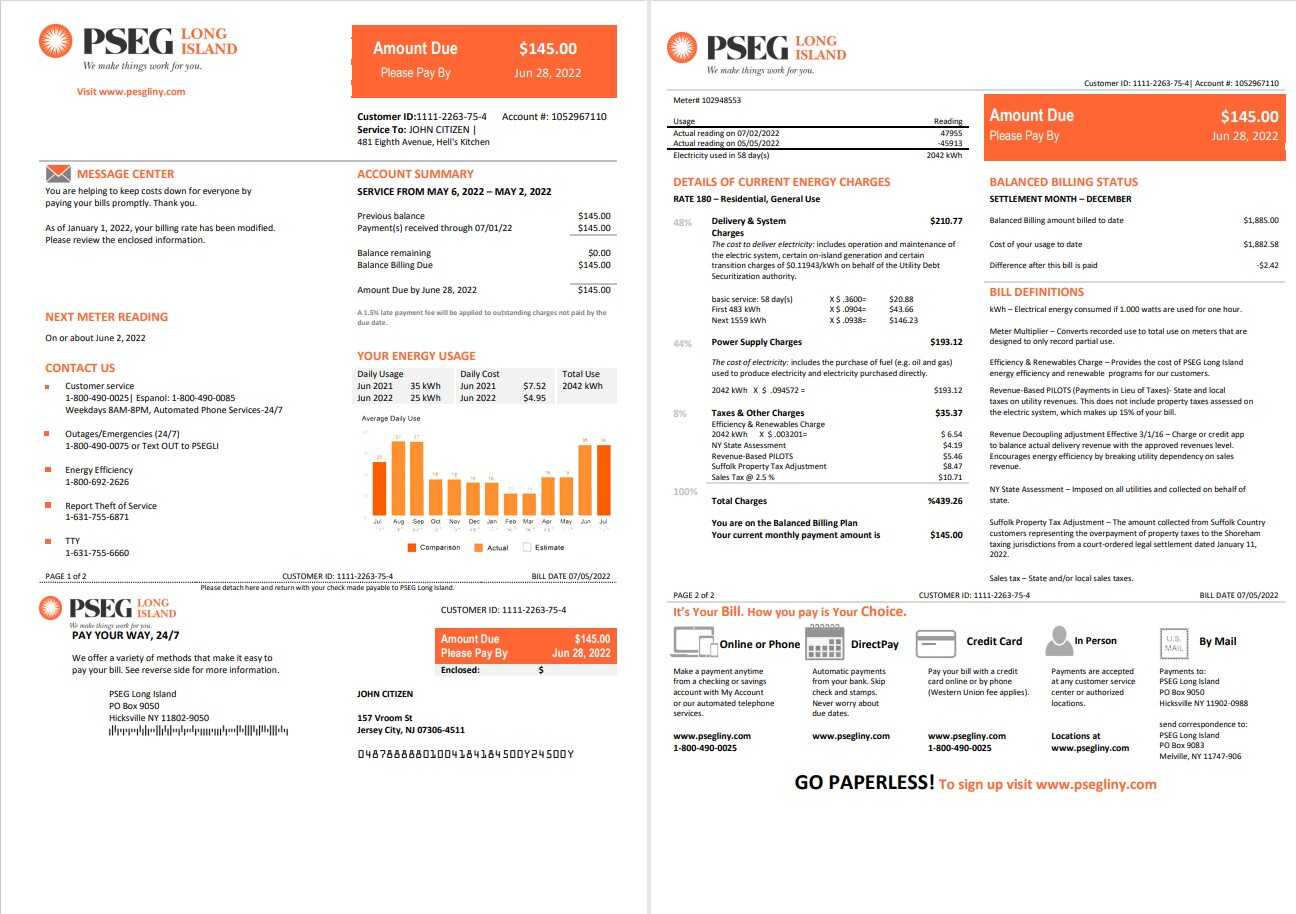 PSEG LONG ISLAND
We make things work for you.
Visit www.psegliny.com
Amount Due $145.00
Please Pay By Jun 28, 2022
Customer ID:1111-2263-75-4 Account #: 1052967110
Service To: JOHN CITIZEN |
481 Eighth Avenue, Hell's Kitchen
MESSAGE CENTER
You are helping to keep costs down for everyone by
paying your bills promptly. Thank you.
As of January 1, 2022, your billing rate has been modified.
Please review the enclosed information.
NEXT METER READING
On or about June 2, 2022
CONTACT US
Customer service
1-800-490-0025| Espanol: 1-800-490-0085
Weekdays 8AM-8PM, Automated Phone Services-24/7
Outages/Emergencies (24/7)
1-800-490-0075 or Text OUT to PSEGLI
Energy Efficiency
1-800-692-2626
Report Theft of Service
1-631-755-6871
TTY
1-631-755-6660
ACCOUNT SUMMARY
SERVICE FROM MAY 6, 2022 – MAY 2, 2022
Previous balance $145.00
Payment(s) received through 07/01/22 $145.00
Balance remaining $0.00
Balance Billing Due $145.00
Amount Due by June 28, 2022 $145.00
A 1.5% late payment fee will be applied to outstanding charges not paid by the
due date.
YOUR ENERGY USAGE
Daily Usage Daily Cost Total Use
Jun 2021 35 kWh Jun 2021 $7.52 2042 kWh
Jun 2022 25 kWh Jun 2022 $4.95
Average Daily Use
Jul Aug Sep Oct Nov Dec Jan Feb Mar Apr May Jun Jul
Comparison Actual Estimate
PAGE 1 of 2 CUSTOMER ID: 1111-2263-75-4 BILL DATE 07/05/2022
Please detach here and return with your check made payable to PSEG Long Island.
PSEG LONG ISLAND
We make things work for you.
PAY YOUR WAY, 24/7
We offer a variety of methods that make it easy to
pay your bill. See reverse side for more information.
PSEG Long Island
PO Box 9050
Hicksville NY 11802-9050
CUSTOMER ID: 1111-2263-75-4
Amount Due $145.00
Please Pay By Jun 28, 2022
Enclosed: $
JOHN CITIZEN
157 Vroom St
Jersey City, NJ 07306-4511
PSEG LONG ISLAND
We make things work for you.
Customer ID: 1111-2263-75-4| Account #: 1052967110
Meter# 102948553
Usage Reading
Actual reading on 07/02/2022 47955
Actual reading on 05/05/2022 -45913
Electricity used in 58 day(s) 2042 kWh
Amount Due $145.00
Please Pay By Jun 28, 2022
DETAILS OF CURRENT ENERGY CHARGES
RATE 180 – Residential, General Use
48% Delivery & System $210.77
Charges
The cost to deliver electricity: includes operation and maintenance of
the electric system, certain on-island generation and certain
transition charges of $0.11943/kWh on behalf of the Utility Debt
Securitization authority.
basic service: 58 day(s) X $ .3600= $20.88
First 483 kWh X $ .0904= $43.66
Next 1559 kWh X $ .0938= $146.23
44% Power Supply Charges $193.12
The cost of electricity: includes the purchase of fuel (e.g. oil and gas)
used to produce electricity and electricity purchased directly.
2042 kWh X $ .094572 = $193.12
8% Taxes & Other Charges $35.37
Efficiency & Renewables Charge
2042 kWh X $ .003201= $ 6.54
NY State Assessment $4.19
Revenue-Based PILOTS $5.46
Suffolk Property Tax Adjustment $8.47
Sales Tax @ 2.5 % $10.71
100% Total Charges %439.26
You are on the Balanced Billing Plan
Your current monthly payment amount is $145.00
BALANCED BILLING STATUS
SETTLEMENT MONTH – DECEMBER
Balanced Billing amount billed to date $1,885.00
Cost of your usage to date $1,882.58
Difference after this bill is paid -$2.42
BILL DEFINITIONS
kWh – Electrical energy consumed if 1.000 watts are used for one hour.
Meter Multiplier – Converts recorded use to total use on meters that are
designed to only record partial use.
Efficiency & Renewables Charge – Provides the cost of PSEG Long Island
energy efficiency and renewable programs for our customers.
Revenue-Based PILOTS (Payments in Lieu of Taxes)- State and local
taxes on utility revenues. This does not include property taxes assessed on
the electric system, which makes up 15% of your bill.
Revenue Decoupling adjustment Effective 3/1/16 – Charge or credit app
to balance actual delivery revenue with the approved revenues level.
Encourages energy efficiency by breaking utility dependency on sales
revenue.
NY State Assessment – Imposed on all utilities and collected on behalf of
state.
Suffolk Property Tax Adjustment – The amount collected from Suffolk Country
customers representing the overpayment of property taxes to the Shoreham
taxing jurisdictions from a court-ordered legal settlement dated January 11,
2022.
Sales tax – State and/or local sales taxes.
PAGE 2 of 2 CUSTOMER ID: 1111-2263-75-4 BILL DATE 07/05/2022
It's Your Bill. How you pay is Your Choice.
Online or Phone
Make a payment anytime
from a checking or savings
account with My Account
or our automated telephone
services.
www.psegliny.com
1-800-490-0025
DirectPay
Automatic payments
from your bank. Skip
check and stamps.
Never worry about
due dates.
www.psegliny.com
Credit Card
Pay your bill with a credit
card online or by phone
(Western Union fee applies).
www.psegliny.com
1-800-490-0025
In Person
Payments are accepted
at any customer service
center or authorized
locations.
Locations at
www.psegliny.com
U.S. MAIL
By Mail
Payments to:
PSEG Long Island
PO Box 9050
Hicksville NY 11902-0988
send correspondence to:
PSEG Long Island
PO Box 9083
Melville, NY 11747-906
GO PAPERLESS! To sign up visit www.psegliny.com